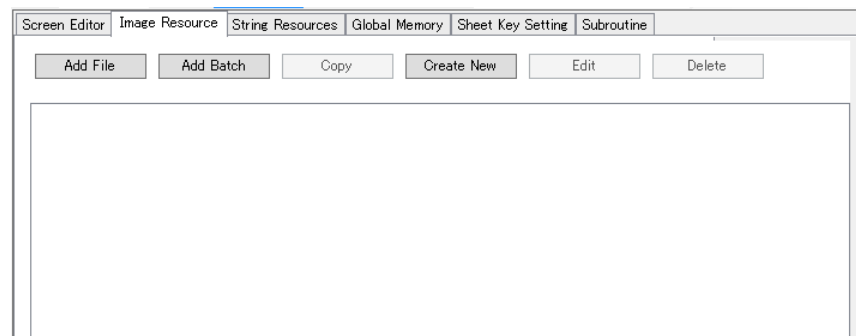 Screen Editor Image Resource String Resources Global Memory Sheet Key Setting Subroutine
Add File Add Batch Copy Create New Edit Delete